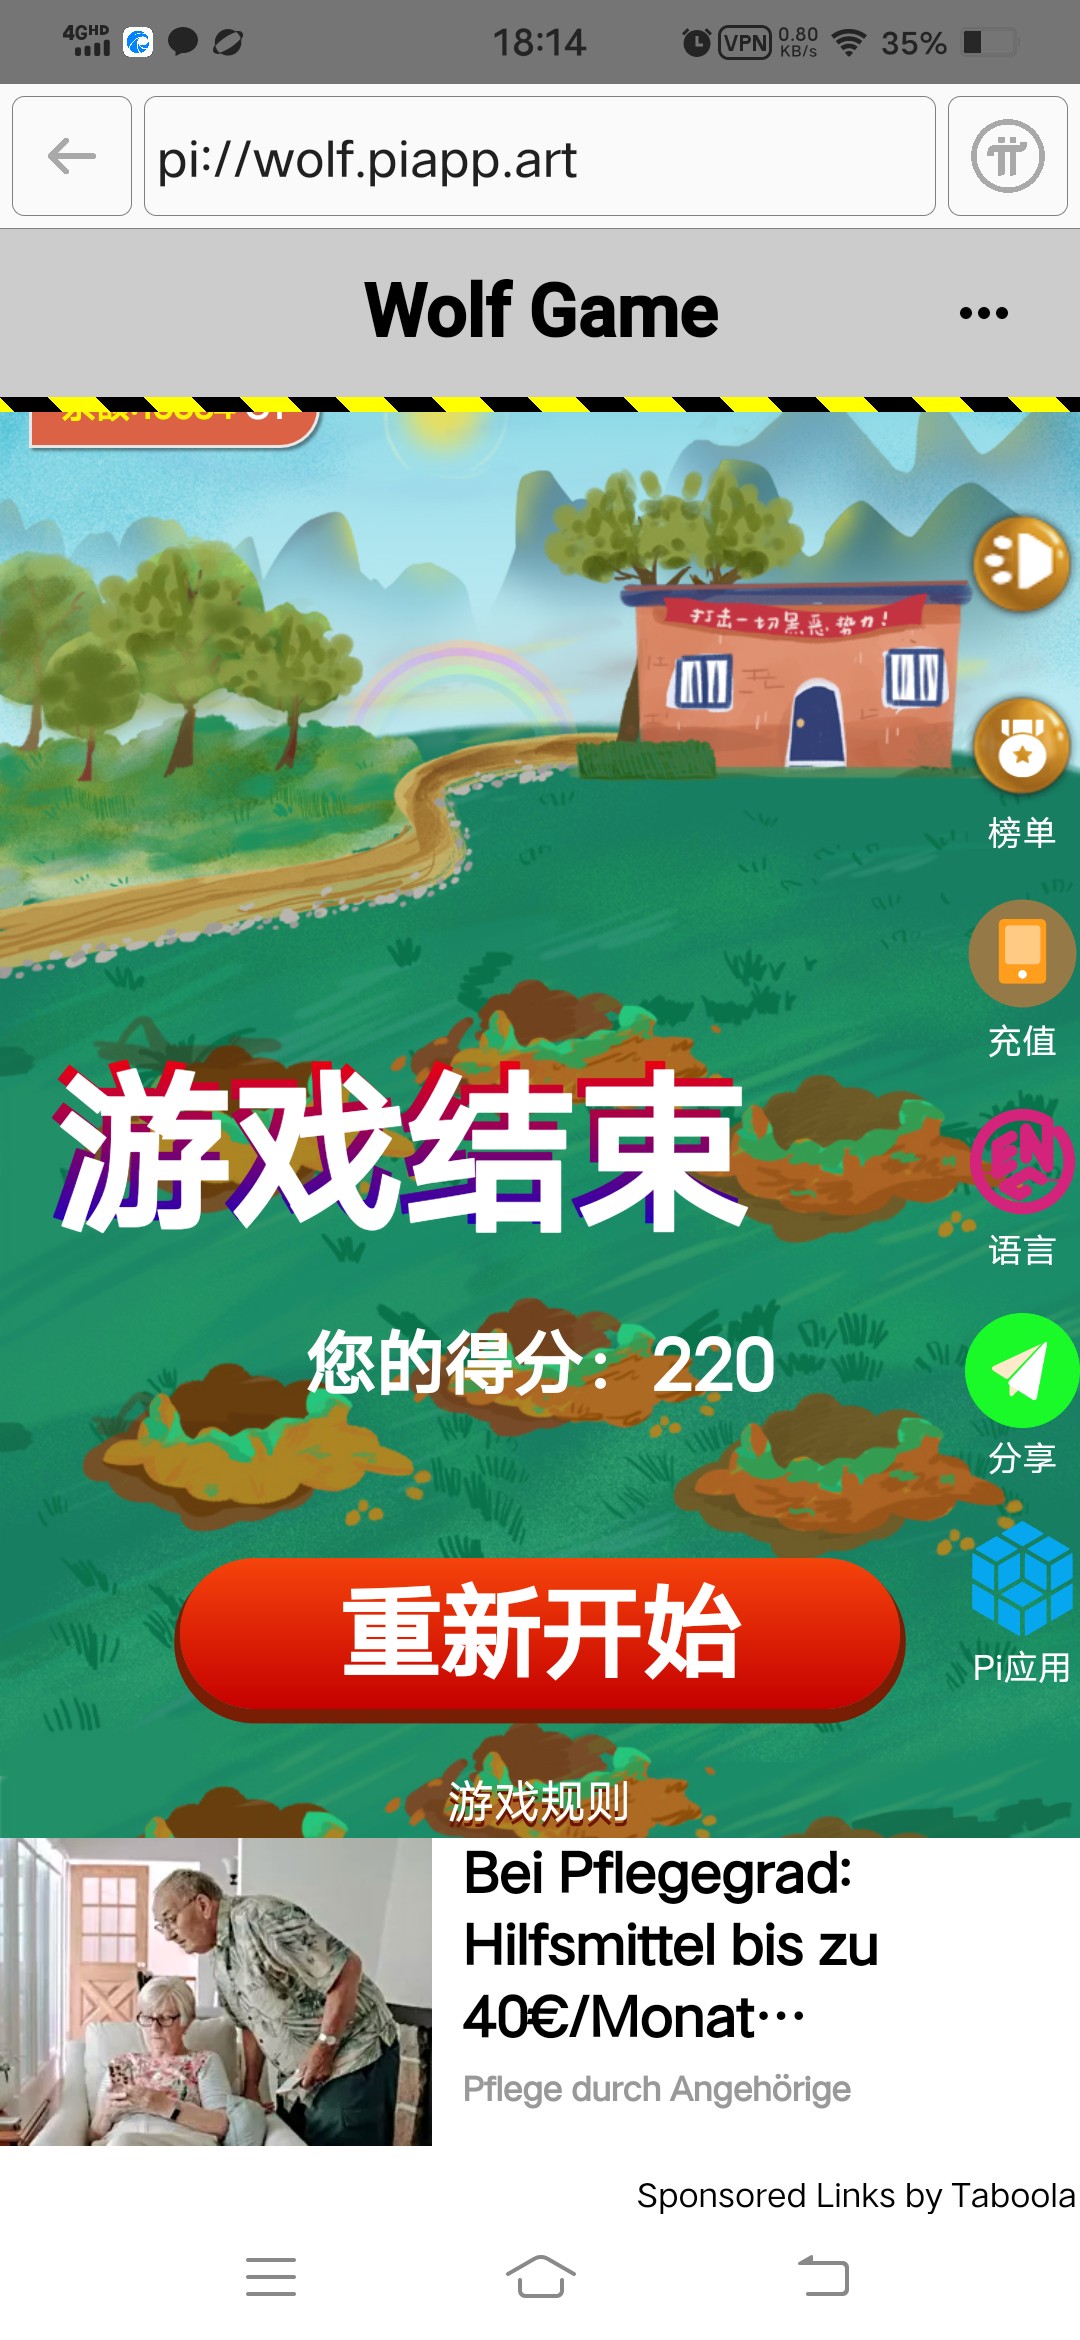 4GHD
18:14
VPN
0.80
KB/s
35%
pi://wolf.piapp.art
Wolf Game
打击一切黑恶势力!
榜单
充值
游戏结束
EN
语言
您的得分：220
分享
重新开始
Pi应用
游戏规则
Bei Pflegegrad:
Hilfsmittel bis zu
40€/Monat…
Pflege durch Angehörige
Sponsored Links by Taboola